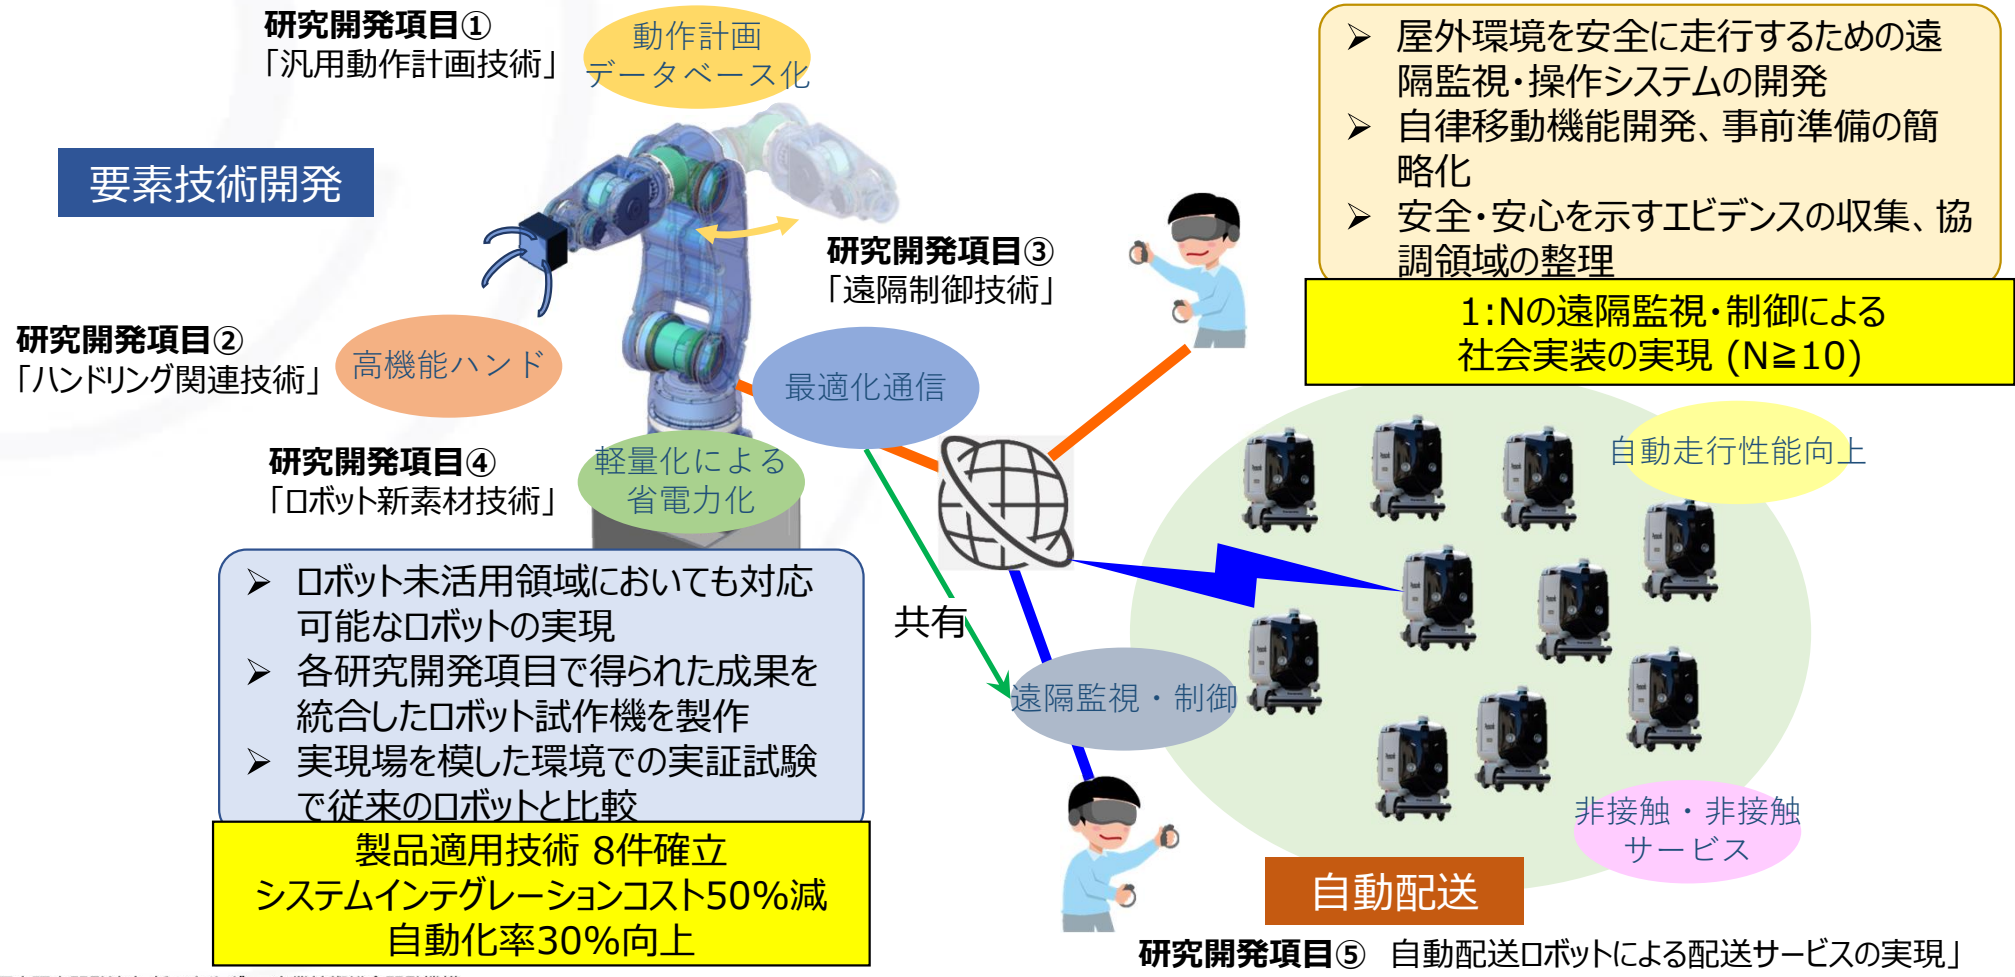 研究開発項目①
「汎用動作計画技術」
動作計画
データベース化
要素技術開発
研究開発項目③
「遠隔制御技術」
研究開発項目②
「ハンドリング関連技術」
高機能ハンド
最適化通信
研究開発項目④
「ロボット新素材技術」
軽量化による
省電力化
➢ ロボット未活用領域においても対応
可能なロボットの実現
➢ 各研究開発項目で得られた成果を
統合したロボット試作機を製作
➢ 実現場を模した環境での実証試験
で従来のロボットと比較
製品適用技術 8件確立
システムインテグレーションコスト50%減
自動化率30%向上
共有
遠隔監視・制御
➢ 屋外環境を安全に走行するための遠
隔監視・操作システムの開発
➢ 自律移動機能開発、事前準備の簡
略化
➢ 安全・安心を示すエビデンスの収集、協
調領域の整理
1:Nの遠隔監視・制御による
社会実装の実現 (N≧10)
自動走行性能向上
非接触・非接触
サービス
自動配送
研究開発項目⑤ 自動配送ロボットによる配送サービスの実現」